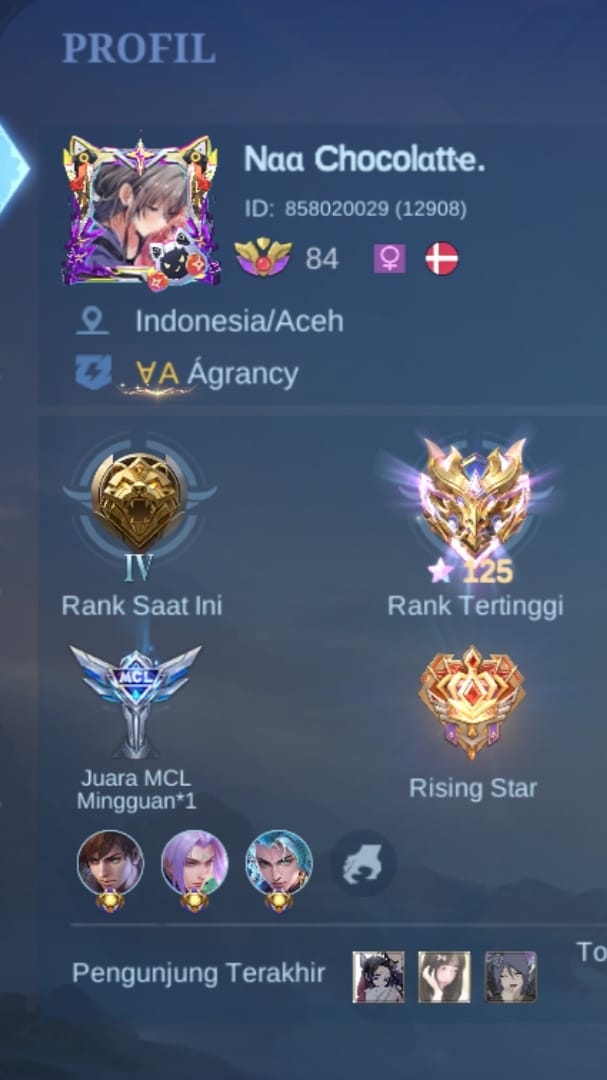 PROFIL
Naa Chocolatte.
ID: 858020029 (12908)
84
Indonesia/Aceh
∀A Ágrancy
IV
125
Rank Saat Ini
Rank Tertinggi
MCL
Juara MCL
Mingguan*1
Rising Star
Pengunjung Terakhir
To